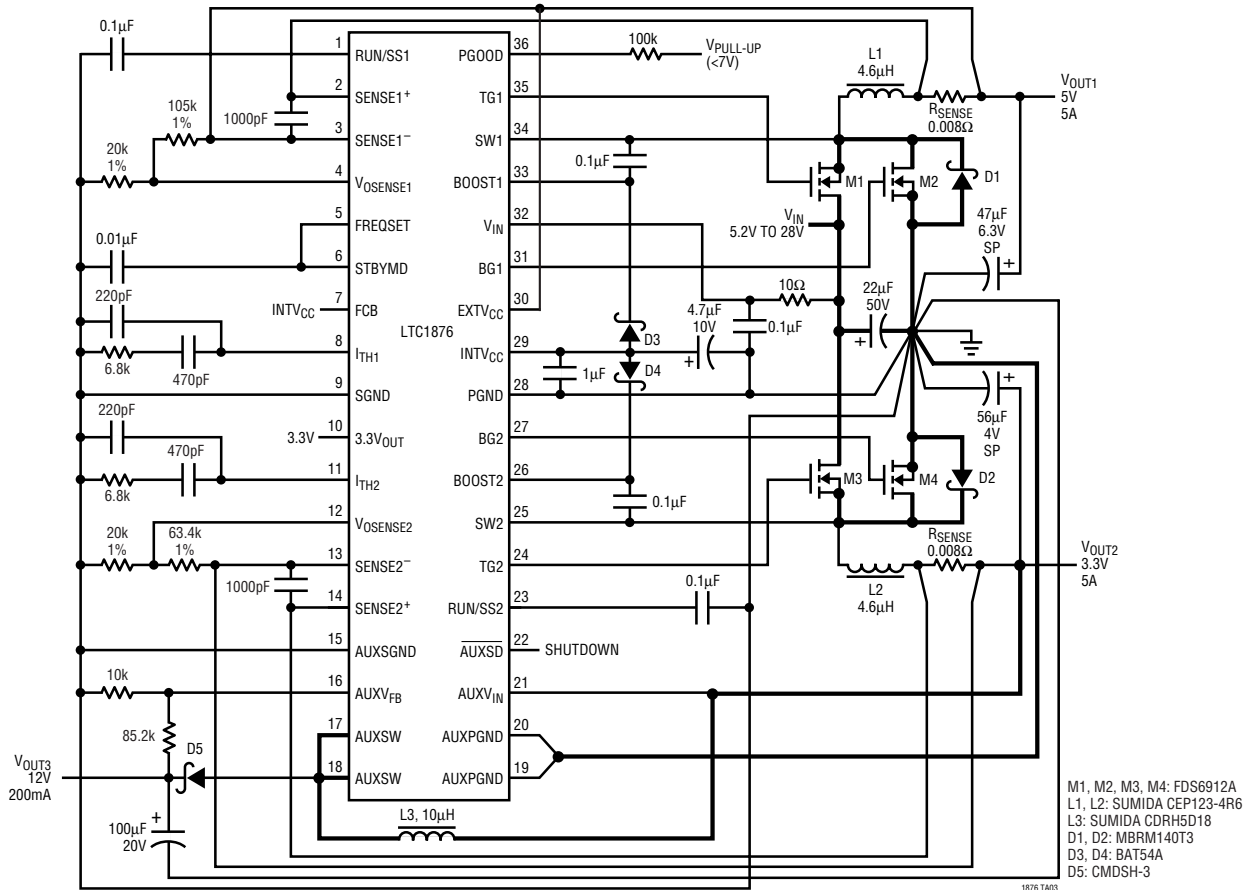 0.1µF
1
RUN/SS1
2
SENSE1+
105k
1%
1000pF
3
SENSE1–
20k
1%
4
VOSENSE1
5
FREQSET
0.01µF
6
STBYMD
220pF
INTVCC
7
FCB
8
ITH1
6.8k
470pF
9
SGND
220pF
3.3V
10
3.3VOUT
470pF
11
ITH2
6.8k
12
VOSENSE2
20k
1%
63.4k
1%
13
SENSE2–
1000pF
14
SENSE2+
15
AUXSGND
10k
16
AUXVFB
85.2k
17
AUXSW
D5
18
AUXSW
VOUT3
12V
200mA
100µF
20V
+
LTC1876
L3, 10µH
PGOOD
36
100k
VPULL-UP
(<7V)
TG1
35
SW1
34
0.1µF
BOOST1
33
VIN
32
BG1
31
EXTVCC
30
INTVCC
29
PGND
28
BG2
27
BOOST2
26
SW2
25
TG2
24
RUN/SS2
23
AUXSD
22
SHUTDOWN
AUXVIN
21
AUXPGND
20
AUXPGND
19
D3
D4
1µF
4.7µF
10V
+
0.1µF
10Ω
0.1µF
0.1µF
L1
4.6µH
RSENSE
0.008Ω
VOUT1
5V
5A
M1
M2
D1
VIN
5.2V TO 28V
47µF
6.3V
SP
+
22µF
50V
+
+
56µF
4V
SP
M3
M4
D2
RSENSE
0.008Ω
L2
4.6µH
VOUT2
3.3V
5A
M1, M2, M3, M4: FDS6912A
L1, L2: SUMIDA CEP123-4R6
L3: SUMIDA CDRH5D18
D1, D2: MBRM140T3
D3, D4: BAT54A
D5: CMDSH-3
1876 TA03